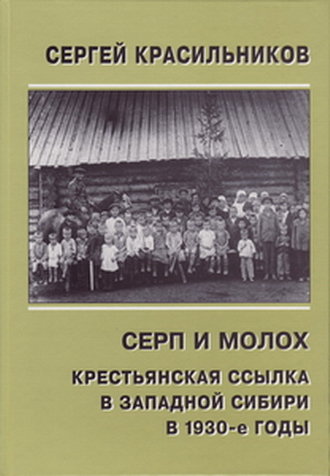 СЕРГЕЙ КРАСИЛЬНИКОВ
СЕРП И МОЛОХ
КРЕСТЬЯНСКАЯ ССЫЛКА
В ЗАПАДНОЙ СИБИРИ
В 1930-е ГОДЫ